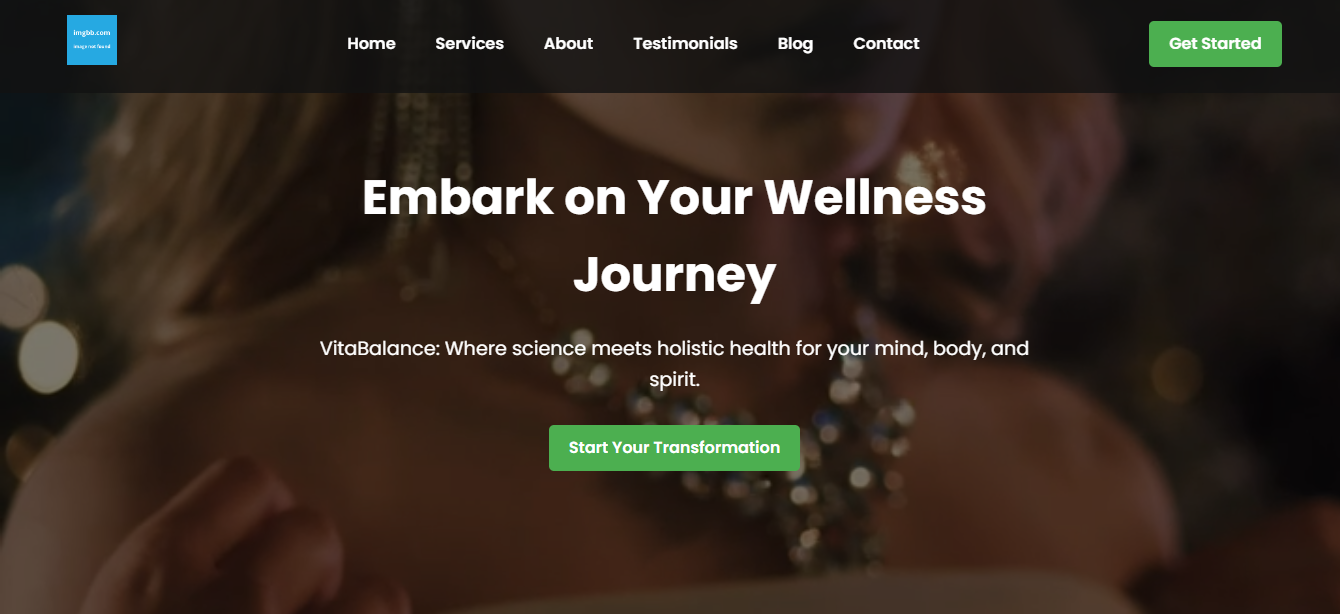 imgbb.com
image not found
Home Services About Testimonials Blog Contact Get Started
Embark on Your Wellness
Journey
VitaBalance: Where science meets holistic health for your mind, body, and
spirit.
Start Your Transformation